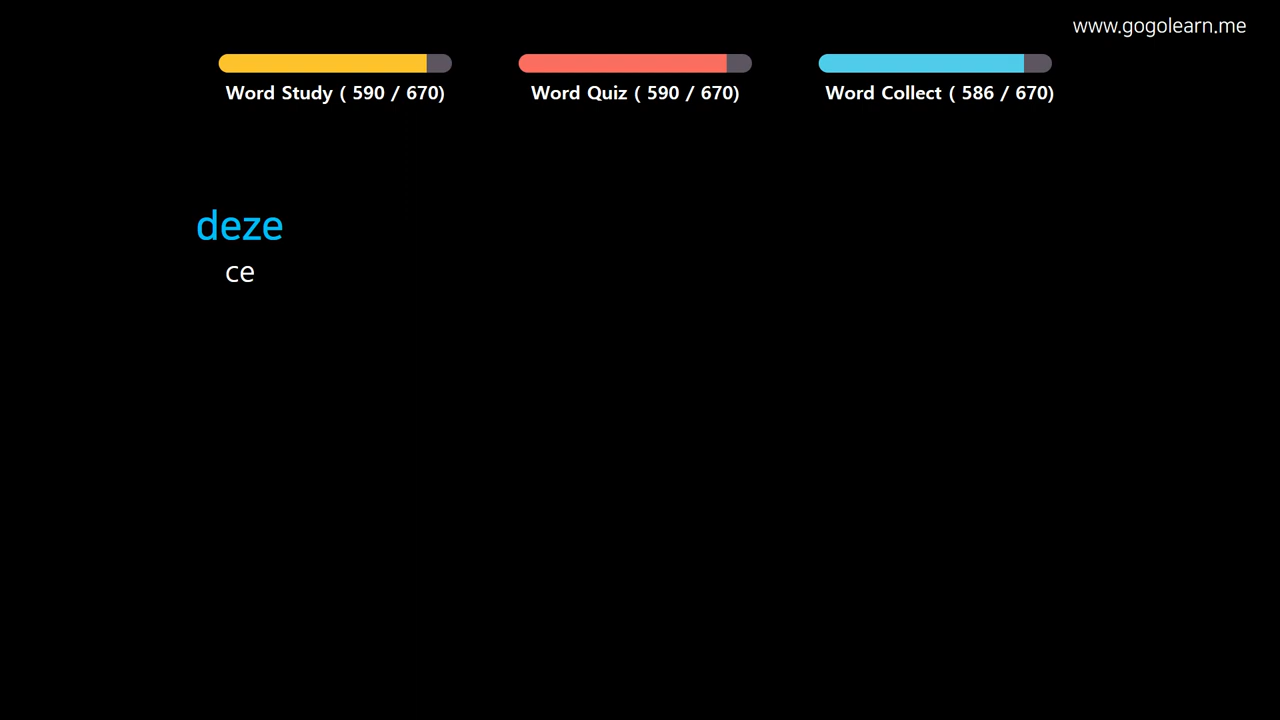 www.gogolearn.me
Word Study ( 590 / 670)
Word Quiz ( 590 / 670)
Word Collect ( 586 / 670)
deze
ce